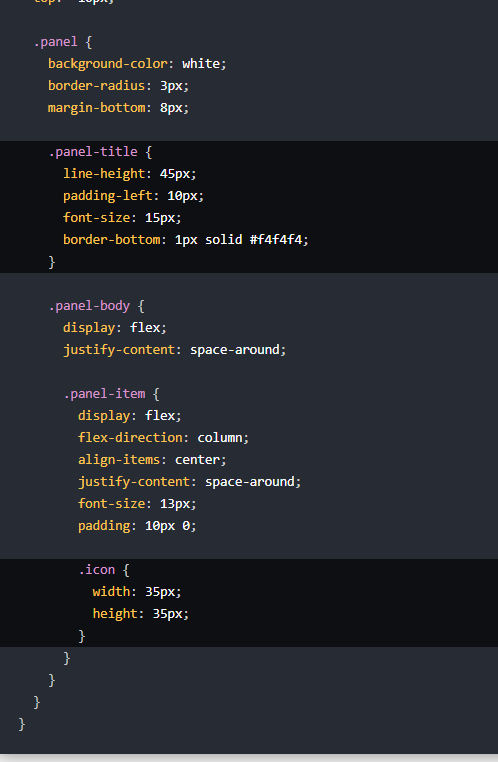 .panel {
background-color: white;
border-radius: 3px;
margin-bottom: 8px;
.panel-title {
line-height: 45px;
padding-left: 10px;
font-size: 15px;
border-bottom: 1px solid #f4f4f4;
}
.panel-body {
display: flex;
justify-content: space-around;
.panel-item {
display: flex;
flex-direction: column;
align-items: center;
justify-content: space-around;
font-size: 13px;
padding: 10px 0;
.icon {
width: 35px;
height: 35px;
}
}
}
}
}